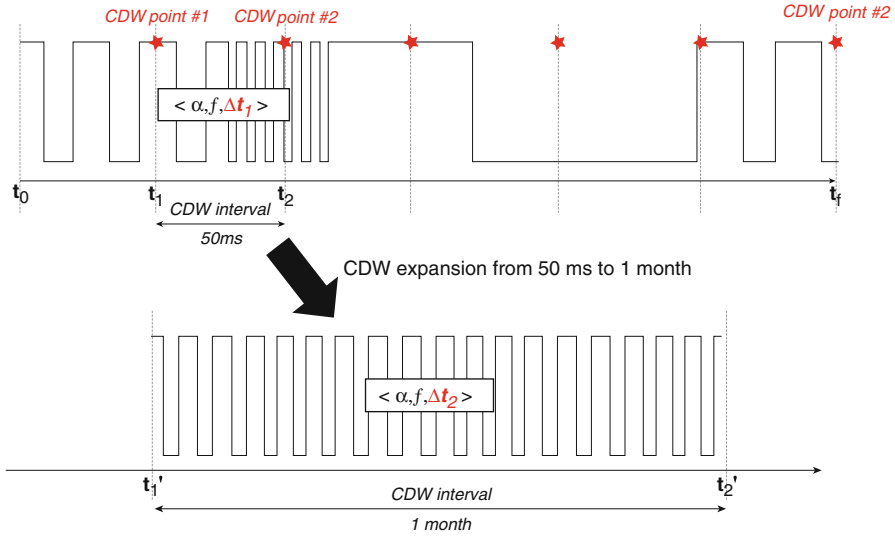 CDW point #1
CDW point #2
CDW point #2
< α,f,Δt1 >
t0
t1
t2
tf
CDW interval
50ms
CDW expansion from 50 ms to 1 month
< α,f,Δt2 >
t1'
t2'
CDW interval
1 month